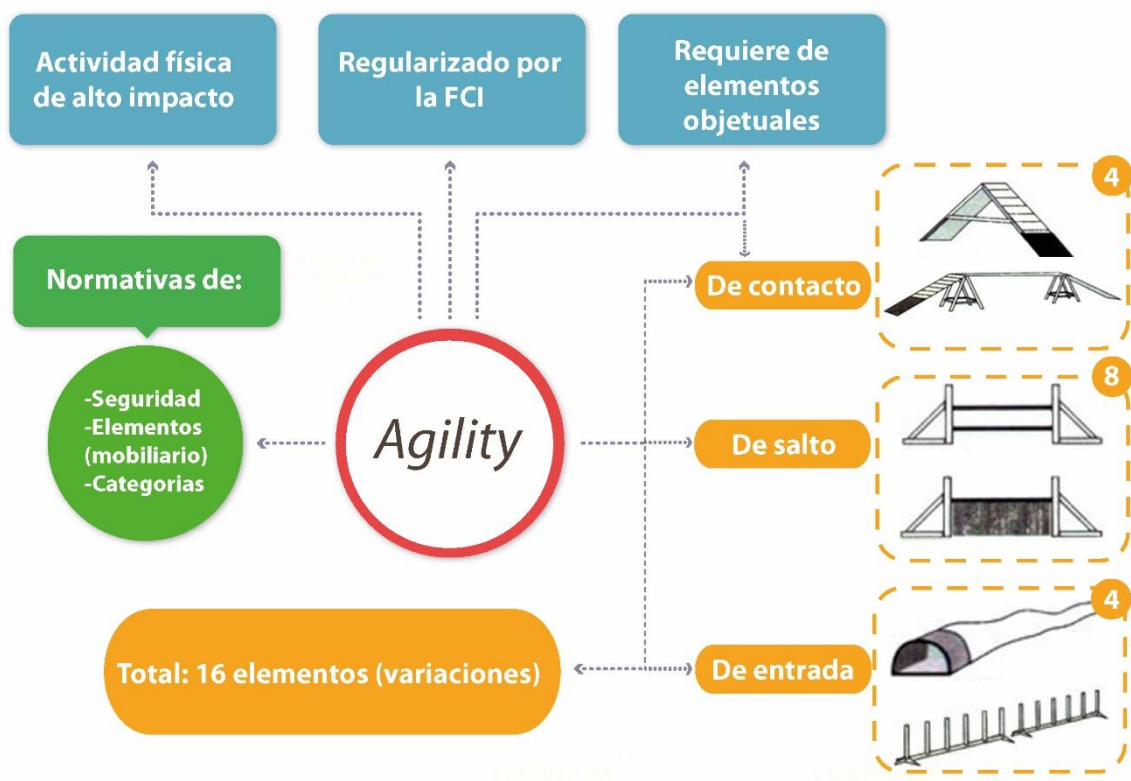 Actividad física
de alto impacto
Regularizado por
la FCI
Requiere de
elementos
objetuales
Normativas de:
-Seguridad
-Elementos
(mobiliario)
-Categorias
Agility
De contacto
4
De salto
8
De entrada
4
Total: 16 elementos (variaciones)